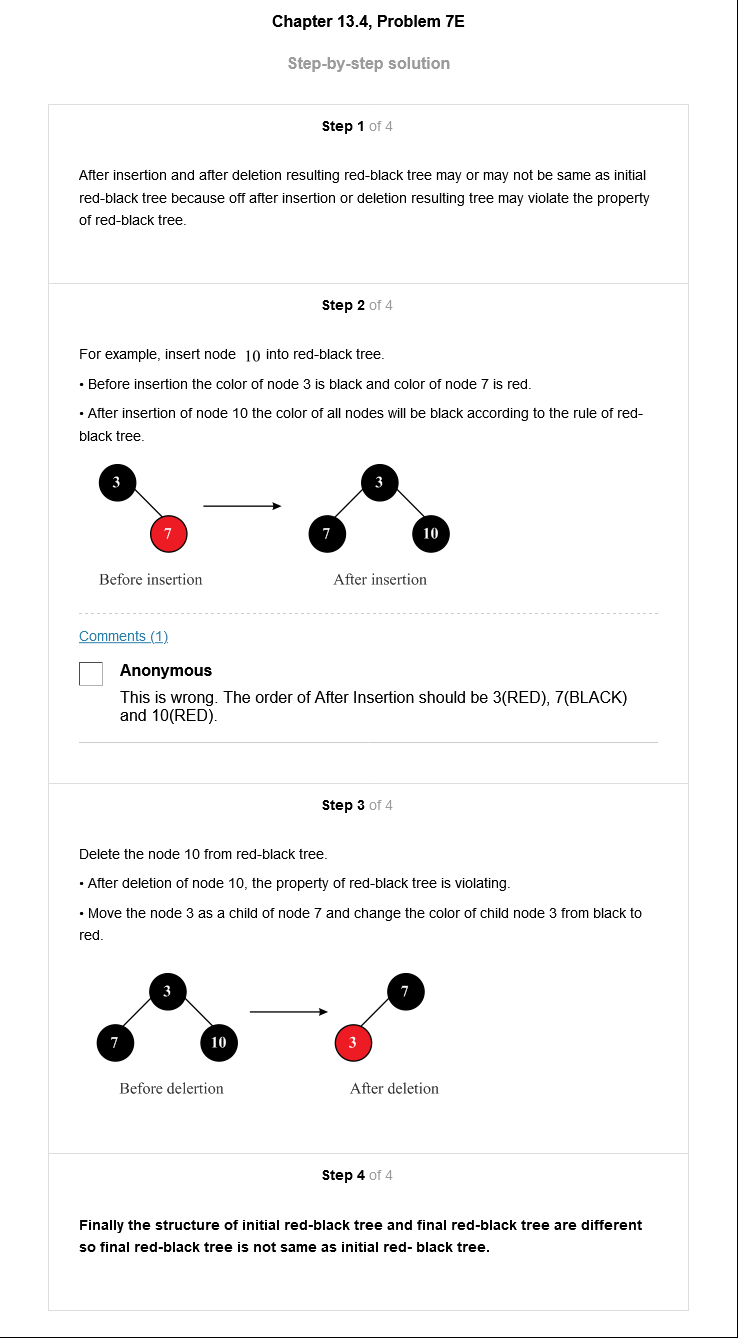 Chapter 13.4, Problem 7E
Step-by-step solution
Step 1 of 4
After insertion and after deletion resulting red-black tree may or may not be same as initial
red-black tree because off after insertion or deletion resulting tree may violate the property
of red-black tree.
Step 2 of 4
For example, insert node 10 into red-black tree.
• Before insertion the color of node 3 is black and color of node 7 is red.
• After insertion of node 10 the color of all nodes will be black according to the rule of red-
black tree.
3
3
7
7
10
Before insertion
After insertion
Comments (1)
Anonymous
This is wrong. The order of After Insertion should be 3(RED), 7(BLACK)
and 10(RED).
Step 3 of 4
Delete the node 10 from red-black tree.
• After deletion of node 10, the property of red-black tree is violating.
• Move the node 3 as a child of node 7 and change the color of child node 3 from black to
red.
3
7
7
10
3
Before delertion
After deletion
Step 4 of 4
Finally the structure of initial red-black tree and final red-black tree are different
so final red-black tree is not same as initial red- black tree.